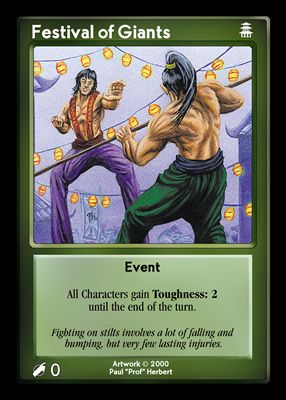 Festival of Giants
Event
All Characters gain Toughness: 2
until the end of the turn.
Fighting on stilts involves a lot of falling and
bumping, but very few lasting injuries.
0
Artwork © 2000
Paul "Prof" Herbert